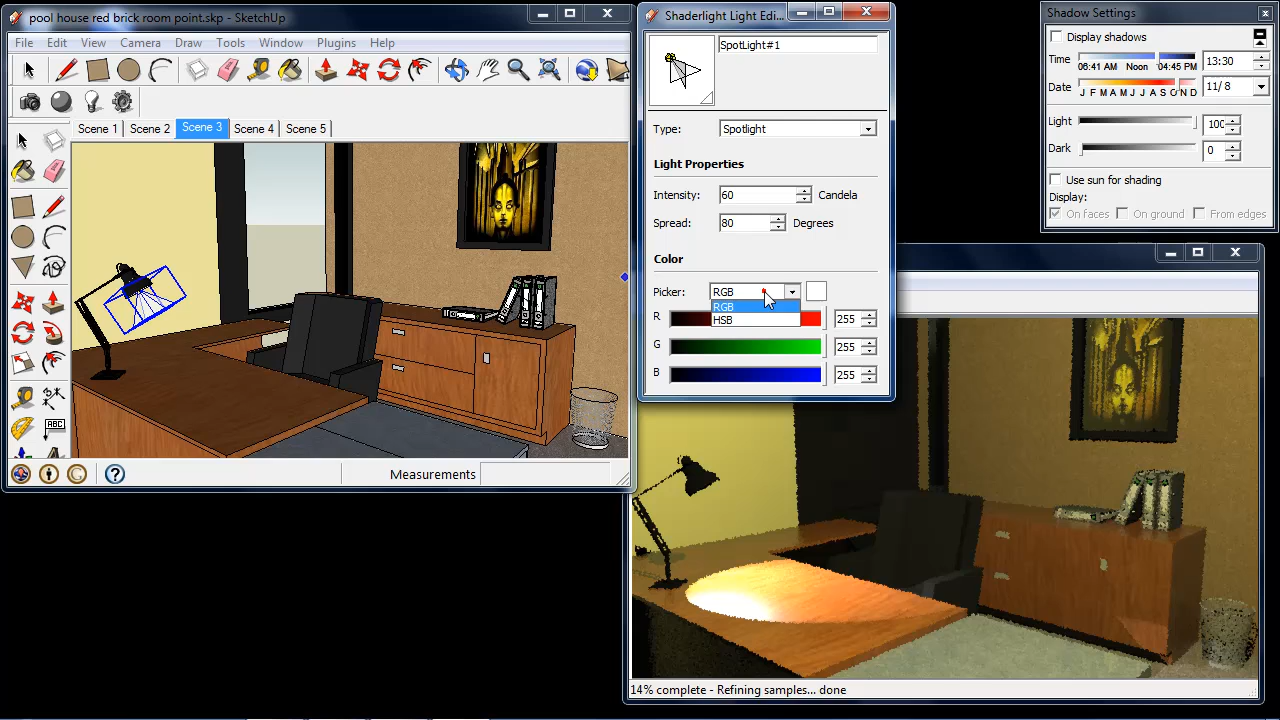 pool house red brick room point.skp - SketchUp
File Edit View Camera Draw Tools Window Plugins Help
Scene 1 Scene 2 Scene 3 Scene 4 Scene 5
ABC
Measurements
Shaderlight Light Edi...
SpotLight#1
Type: Spotlight
Light Properties
Intensity: 60 Candela
Spread: 80 Degrees
Color
Picker: RGB
RGB
HSB
R 255
G 255
B 255
Shadow Settings
Display shadows
Time 06:41 AM Noon 04:45 PM 13:30
Date J F M A M J J A S O N D 11/ 8
Light 100
Dark 0
Use sun for shading
Display:
On faces On ground From edges
14% complete - Refining samples... done